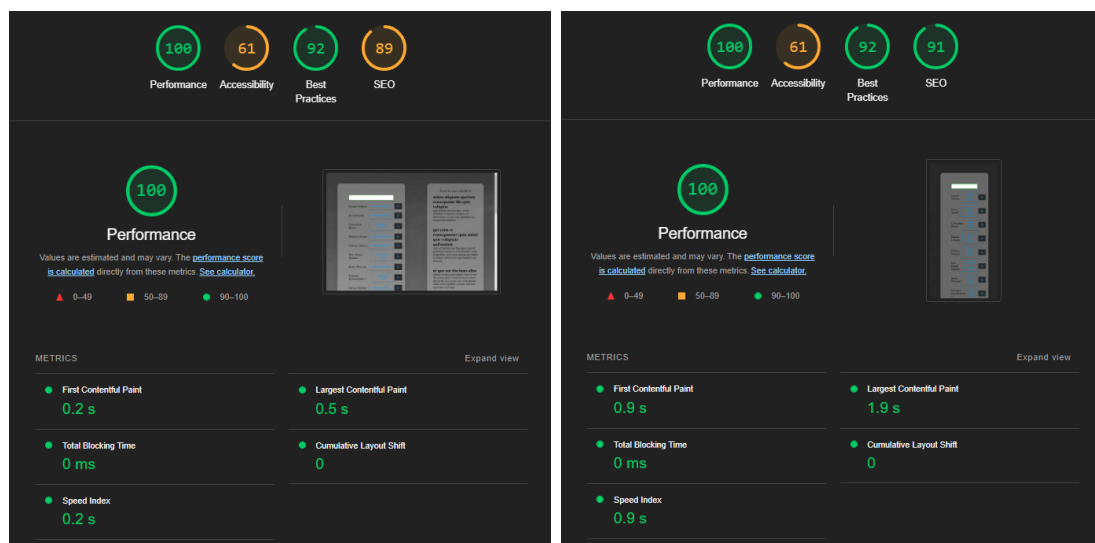 100
61
92
89
Performance
Accessibility
Best
Practices
SEO
100
Performance
Values are estimated and may vary. The performance score
is calculated directly from these metrics. See calculator.
0–49
50–89
90–100
METRICS
Expand view
First Contentful Paint
0.2 s
Largest Contentful Paint
0.5 s
Total Blocking Time
0 ms
Cumulative Layout Shift
0
Speed Index
0.2 s
100
61
92
91
Performance
Accessibility
Best
Practices
SEO
100
Performance
Values are estimated and may vary. The performance score
is calculated directly from these metrics. See calculator.
0–49
50–89
90–100
METRICS
Expand view
First Contentful Paint
0.9 s
Largest Contentful Paint
1.9 s
Total Blocking Time
0 ms
Cumulative Layout Shift
0
Speed Index
0.9 s